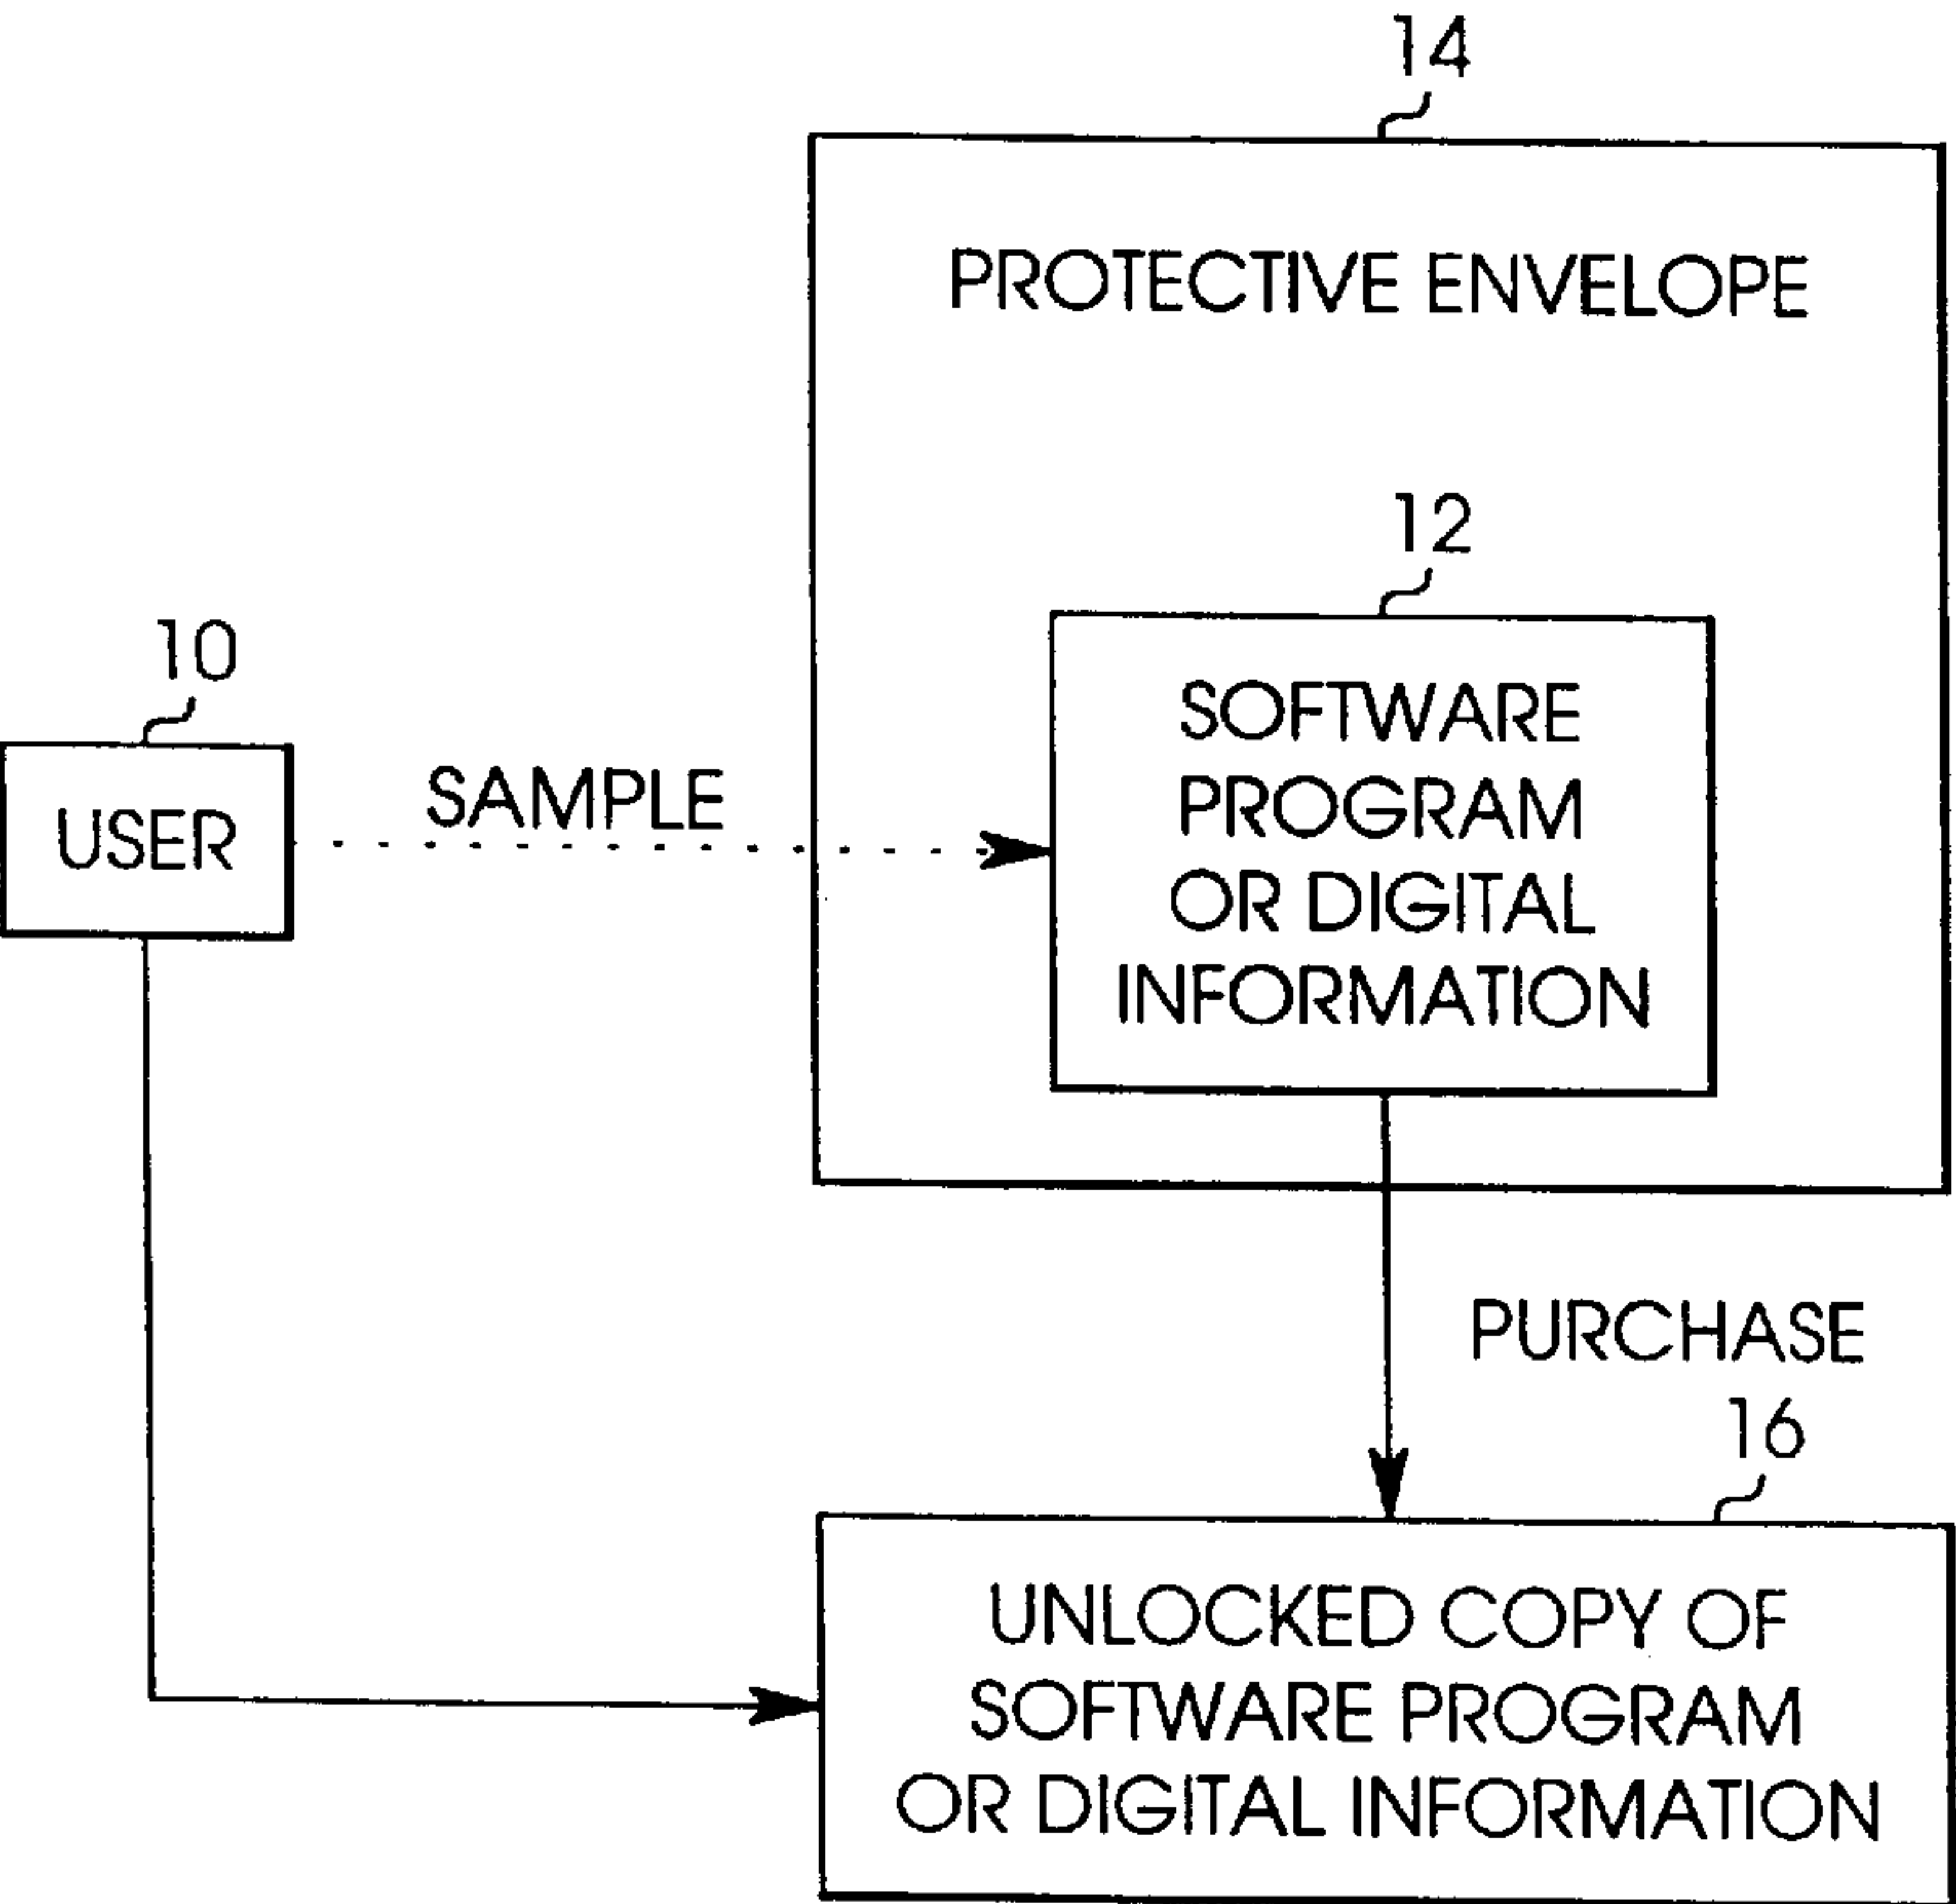 14
PROTECTIVE ENVELOPE
12
SOFTWARE
PROGRAM
OR DIGITAL
INFORMATION
10
USER
SAMPLE
PURCHASE
16
UNLOCKED COPY OF
SOFTWARE PROGRAM
OR DIGITAL INFORMATION